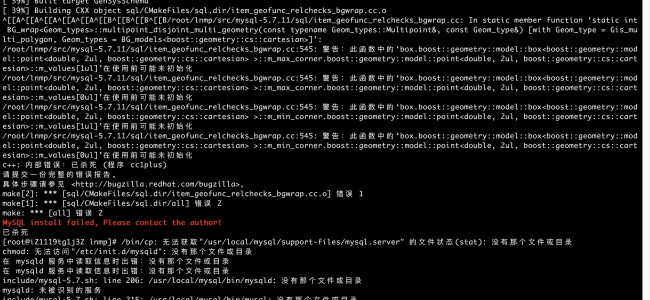 [ 39%] Built target GenSysSchema
[ 39%] Building CXX object sql/CMakeFiles/sql.dir/item_geofunc_relchecks_bgwrap.cc.o
^[[A^[[A^[[A^[[B^[[A^[[B^[[A^[[B^[[B^[[B/root/lnmp/src/mysql-5.7.11/sql/item_geofunc_relchecks_bgwrap.cc: In static member function 'static int
BG_wrap<Geom_types>::multipoint_disjoint_multi_geometry(const typename Geom_types::Multipoint&, const Geom_type&) [with Geom_type = Gis_mu
lti_polygon, Geom_types = BG_models<boost::geometry::cs::cartesian>]':
/root/lnmp/src/mysql-5.7.11/sql/item_geofunc_relchecks_bgwrap.cc:545: 警告: 此函数中的'box.boost::geometry::model::box<boost::geometry::mod
el::point<double, 2ul, boost::geometry::cs::cartesian> >::m_max_corner.boost::geometry::model::point<double, 2ul, boost::geometry::cs::cart
esian>::m_values[1ul]'在使用前可能未初始化
/root/lnmp/src/mysql-5.7.11/sql/item_geofunc_relchecks_bgwrap.cc:545: 警告: 此函数中的'box.boost::geometry::model::box<boost::geometry::mod
el::point<double, 2ul, boost::geometry::cs::cartesian> >::m_max_corner.boost::geometry::model::point<double, 2ul, boost::geometry::cs::cart
esian>::m_values[0ul]'在使用前可能未初始化
/root/lnmp/src/mysql-5.7.11/sql/item_geofunc_relchecks_bgwrap.cc:545: 警告: 此函数中的'box.boost::geometry::model::box<boost::geometry::mod
el::point<double, 2ul, boost::geometry::cs::cartesian> >::m_min_corner.boost::geometry::model::point<double, 2ul, boost::geometry::cs::cart
esian>::m_values[1ul]'在使用前可能未初始化
/root/lnmp/src/mysql-5.7.11/sql/item_geofunc_relchecks_bgwrap.cc:545: 警告: 此函数中的'box.boost::geometry::model::box<boost::geometry::mod
el::point<double, 2ul, boost::geometry::cs::cartesian> >::m_min_corner.boost::geometry::model::point<double, 2ul, boost::geometry::cs::cart
esian>::m_values[0ul]'在使用前可能未初始化
c++: 内部错误: 已杀死 (程序 cc1plus)
请提交一份完整的错误报告。
具体步骤请参见 <http://bugzilla.redhat.com/bugzilla>。
make[2]: *** [sql/CMakeFiles/sql.dir/item_geofunc_relchecks_bgwrap.cc.o] 错误 1
make[1]: *** [sql/CMakeFiles/sql.dir/all] 错误 2
make: *** [all] 错误 2
MySQL install failed, Please contact the author!
已杀死
[root@iZ1119tg1j3Z lnmp]# /bin/cp: 无法获取"/usr/local/mysql/support-files/mysql.server" 的文件状态(stat): 没有那个文件或目录
chmod: 无法访问"/etc/init.d/mysqld": 没有那个文件或目录
在 mysqld 服务中读取信息时出错: 没有那个文件或目录
在 mysqld 服务中读取信息时出错: 没有那个文件或目录
include/mysql-5.7.sh: line 206: /usr/local/mysql/bin/mysqld: 没有那个文件或目录
mysqld: 未被识别的服务
include/mysql-5.7.sh: line 215: /usr/local/mysql/bin/mysql: 没有那个文件或目录